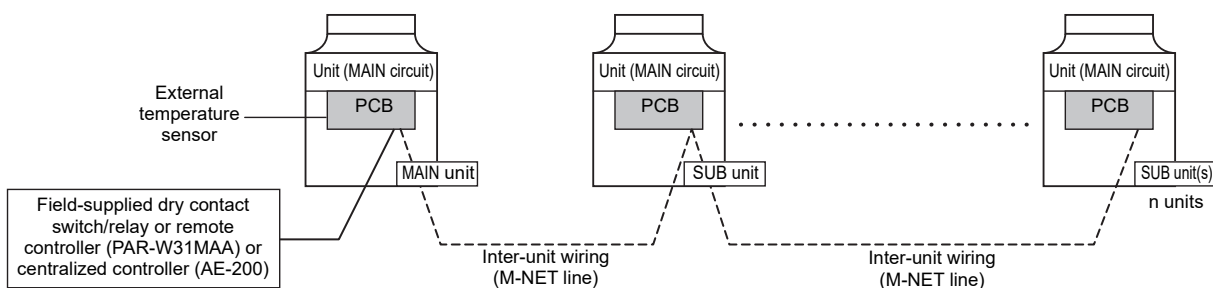 Unit (MAIN circuit)
PCB
External
temperature
sensor
MAIN unit
Field-supplied dry contact
switch/relay or remote
controller (PAR-W31MAA) or
centralized controller (AE-200)
Inter-unit wiring
(M-NET line)
Unit (MAIN circuit)
PCB
SUB unit
Inter-unit wiring
(M-NET line)
Unit (MAIN circuit)
PCB
SUB unit(s)
n units